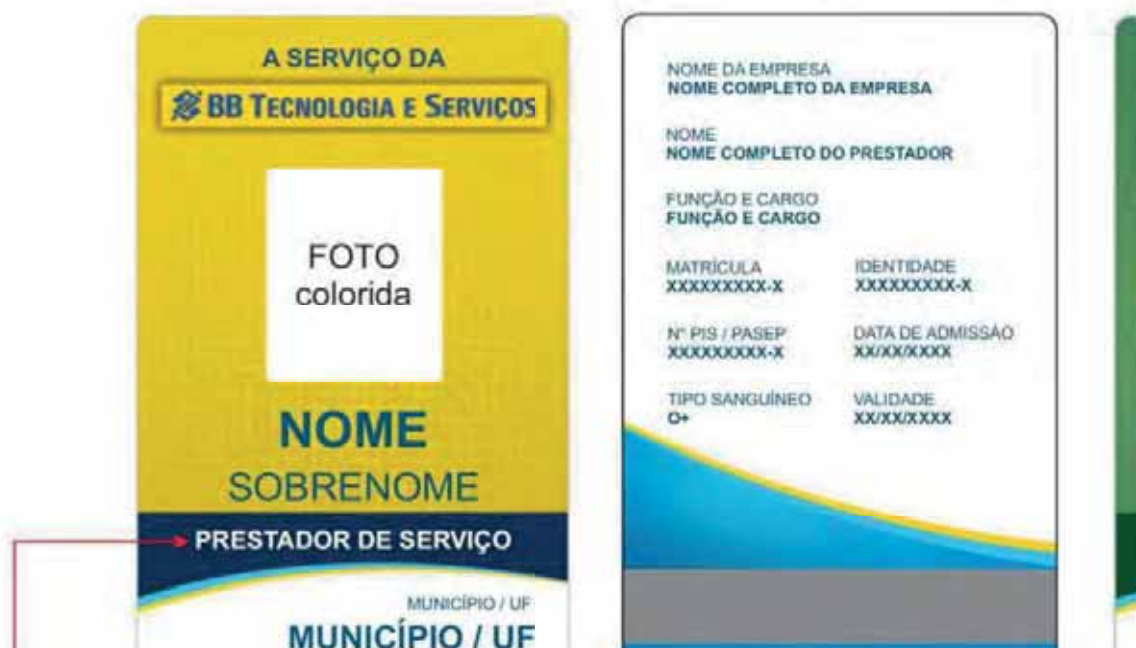 A SERVIÇO DA
BB TECNOLOGIA E SERVIÇOS
FOTO
colorida
NOME
SOBRENOME
PRESTADOR DE SERVIÇO
MUNICÍPIO / UF
MUNICÍPIO / UF
NOME DA EMPRESA
NOME COMPLETO DA EMPRESA
NOME
NOME COMPLETO DO PRESTADOR
FUNÇÃO E CARGO
FUNÇÃO E CARGO
MATRÍCULA IDENTIDADE
XXXXXXXXX-X XXXXXXXXX-X
Nº PIS / PASEP DATA DE ADMISSÃO
XXXXXXXXX-X XX/XX/XXXX
TIPO SANGUÍNEO VALIDADE
O+ XX/XX/XXXX